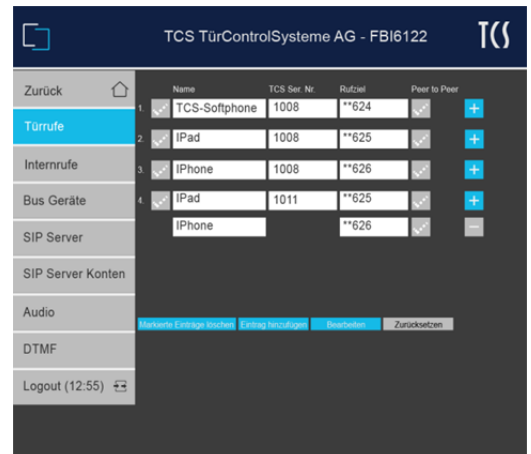 TCS TürControlSysteme AG - FBI6122
TCS
Zurück
Türrufe
Internrufe
Bus Geräte
SIP Server
SIP Server Konten
Audio
DTMF
Logout (12:55)
Name TCS Ser. Nr. Rufziel Peer to Peer
1. TCS-Softphone 1008 **624 +
2. IPad 1008 **625 +
3. IPhone 1008 **626 +
4. IPad 1011 **625 +
IPhone **626 -
Markierte Einträge löschen Eintrag hinzufügen Bearbeiten Zurücksetzen